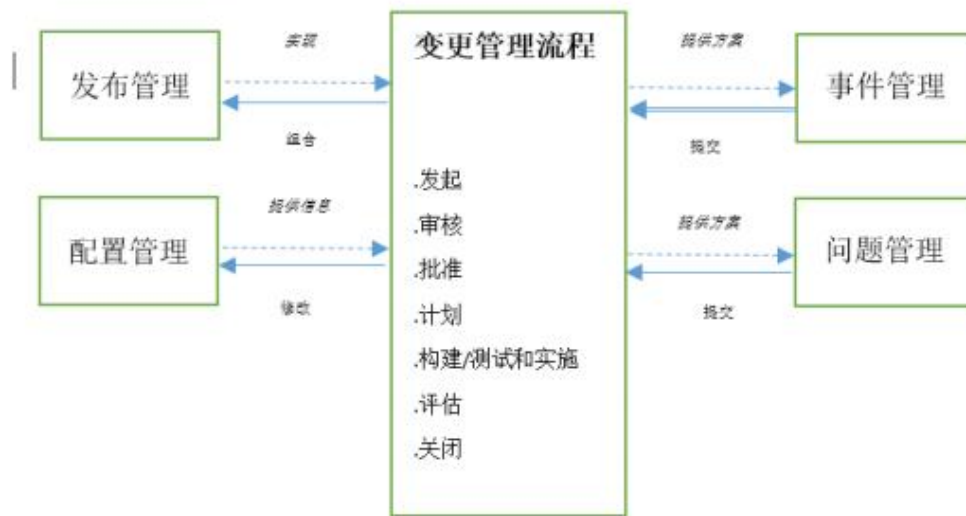 变更管理流程
实现
提供方案
发布管理
事件管理
组合
提交
.发起
提供信息
.审核
提供方案
配置管理
.批准
问题管理
修改
.计划
提交
.构建/测试和实施
.评估
.关闭